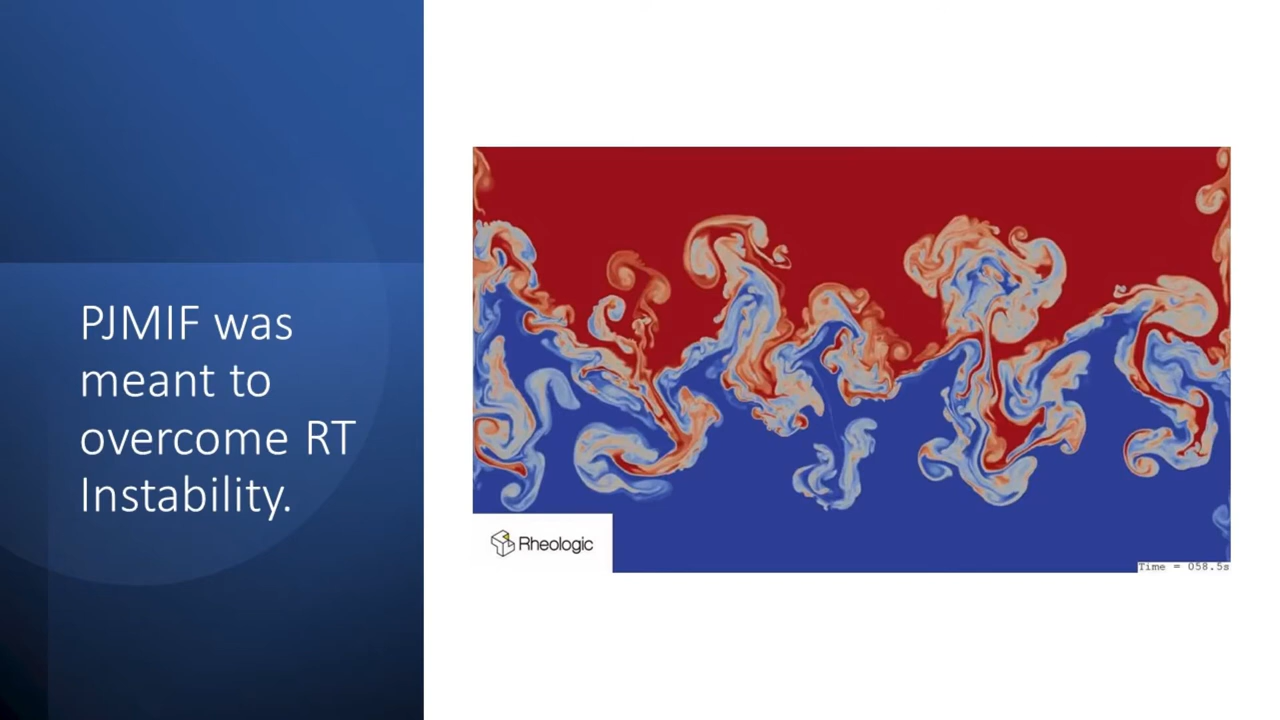 PJMIF was
meant to
overcome RT
Instability.
Rheologic
Time = 058.5s